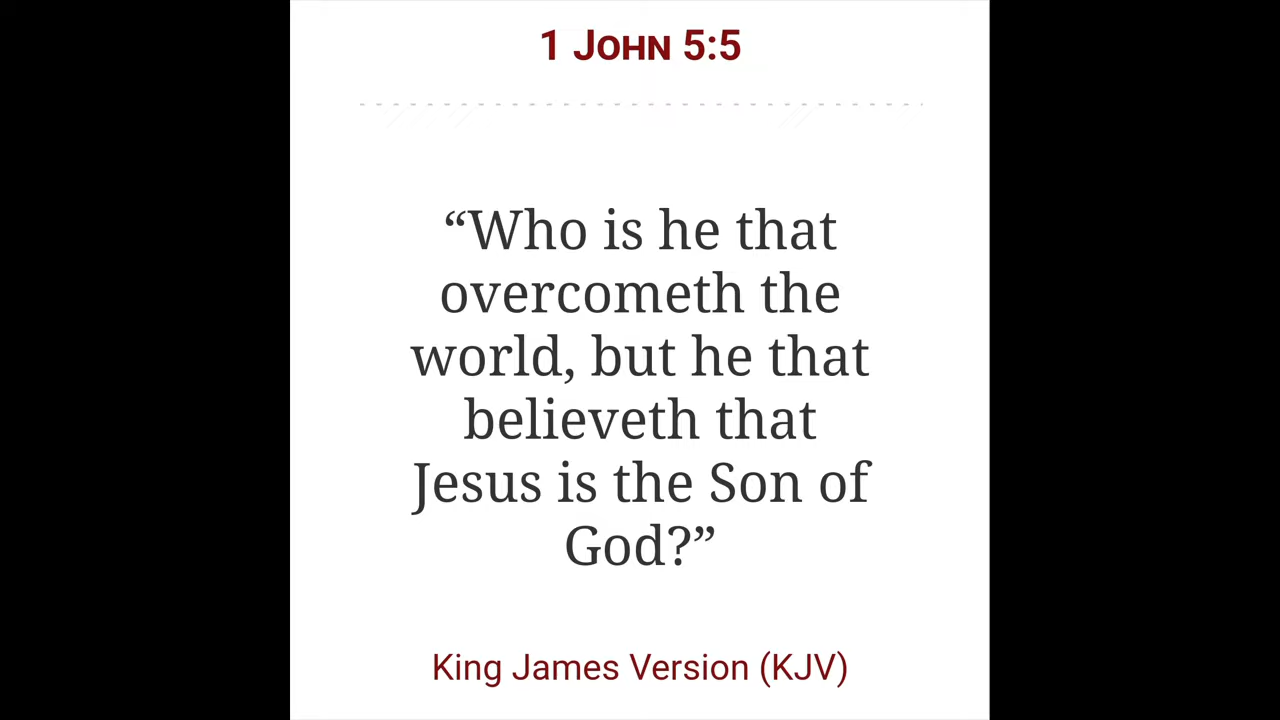 1 John 5:5
“Who is he that
overcometh the
world, but he that
believeth that
Jesus is the Son of
God?”
King James Version (KJV)